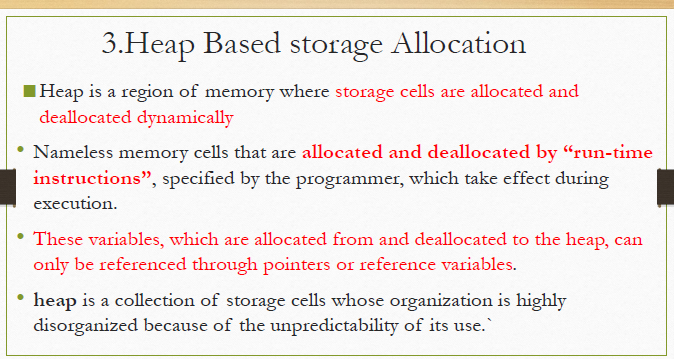 3.Heap Based storage Allocation
■Heap is a region of memory where storage cells are allocated and
deallocated dynamically
• Nameless memory cells that are allocated and deallocated by “run-time
instructions”, specified by the programmer, which take effect during
execution.
• These variables, which are allocated from and deallocated to the heap, can
only be referenced through pointers or reference variables.
• heap is a collection of storage cells whose organization is highly
disorganized because of the unpredictability of its use.`